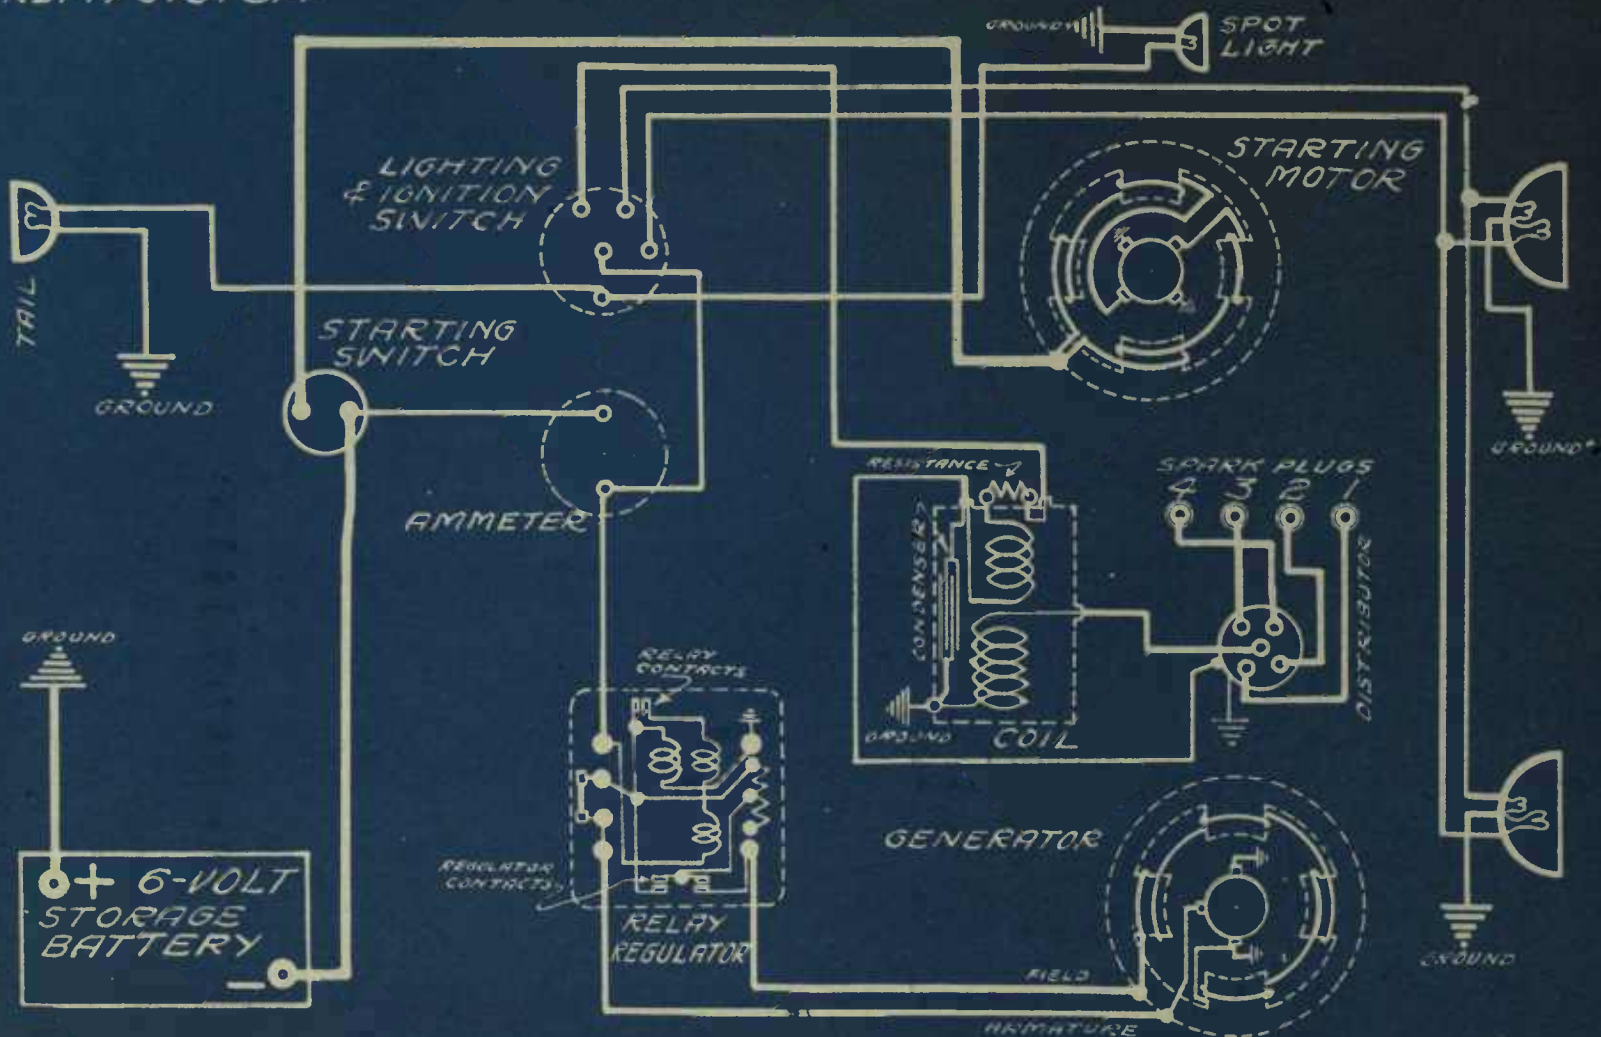 GROUND
SPOT
LIGHT
LIGHTING
& IGNITION
SWITCH
STARTING
MOTOR
TAIL
STARTING
SWITCH
GROUND
GROUND
AMMETER
RESISTANCE
SPARK PLUGS
4 3 2 1
CONDENSER
DISTRIBUTOR
GROUND
RELAY
CONTACTS
GROUND
COIL
GENERATOR
+ 6-VOLT
STORAGE
BATTERY
−
REGULATOR
CONTACTS
RELAY
REGULATOR
FIELD
ARMATURE
GROUND